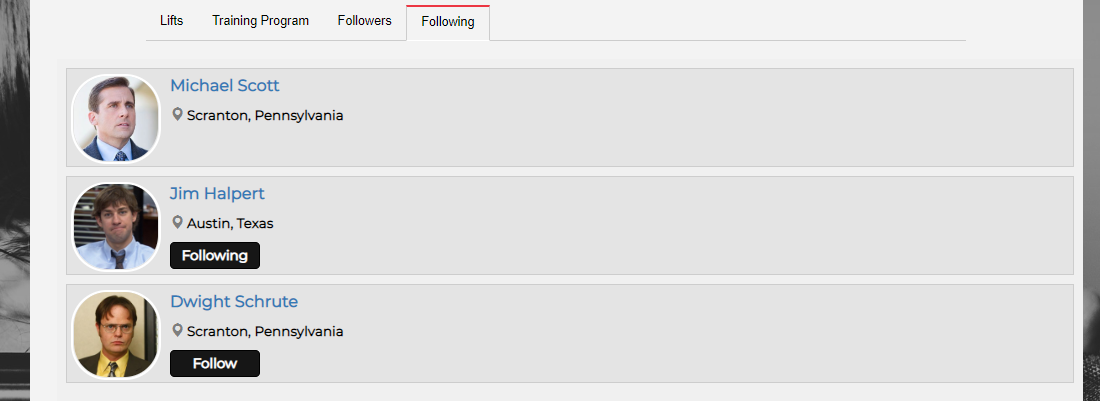 Lifts Training Program Followers Following
Michael Scott
Scranton, Pennsylvania
Jim Halpert
Austin, Texas
Following
Dwight Schrute
Scranton, Pennsylvania
Follow